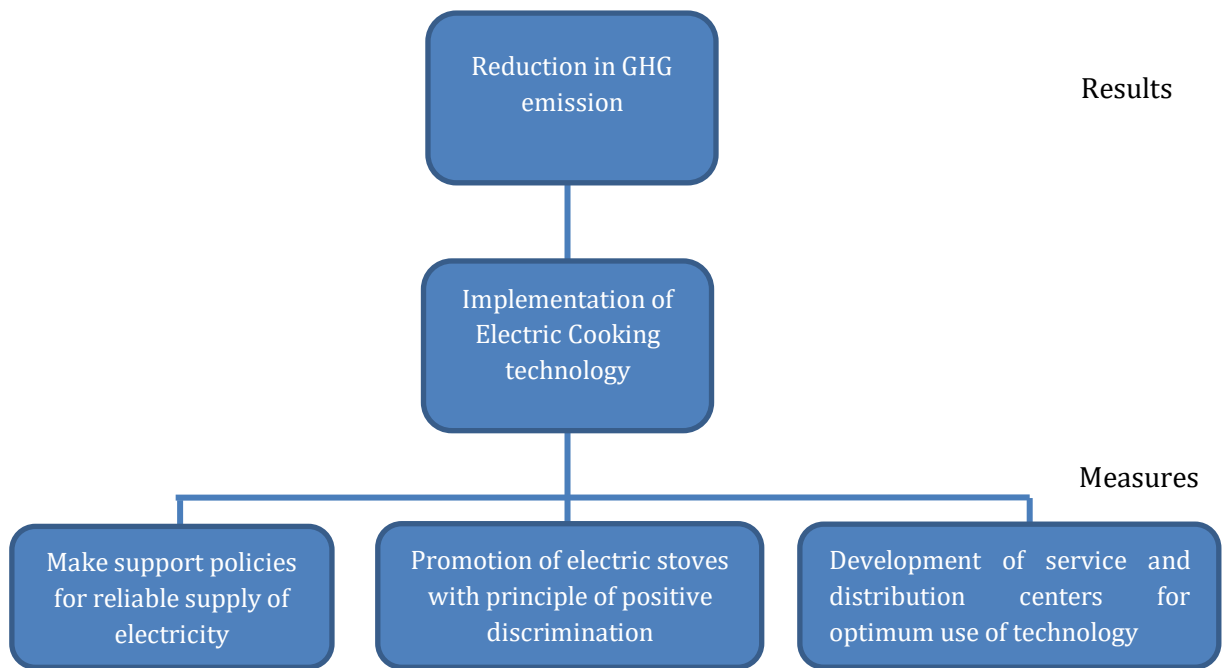 Reduction in GHG
emission
Results
Implementation of
Electric Cooking
technology
Measures
Make support policies
for reliable supply of
electricity
Promotion of electric stoves
with principle of positive
discrimination
Development of service and
distribution centers for
optimum use of technology